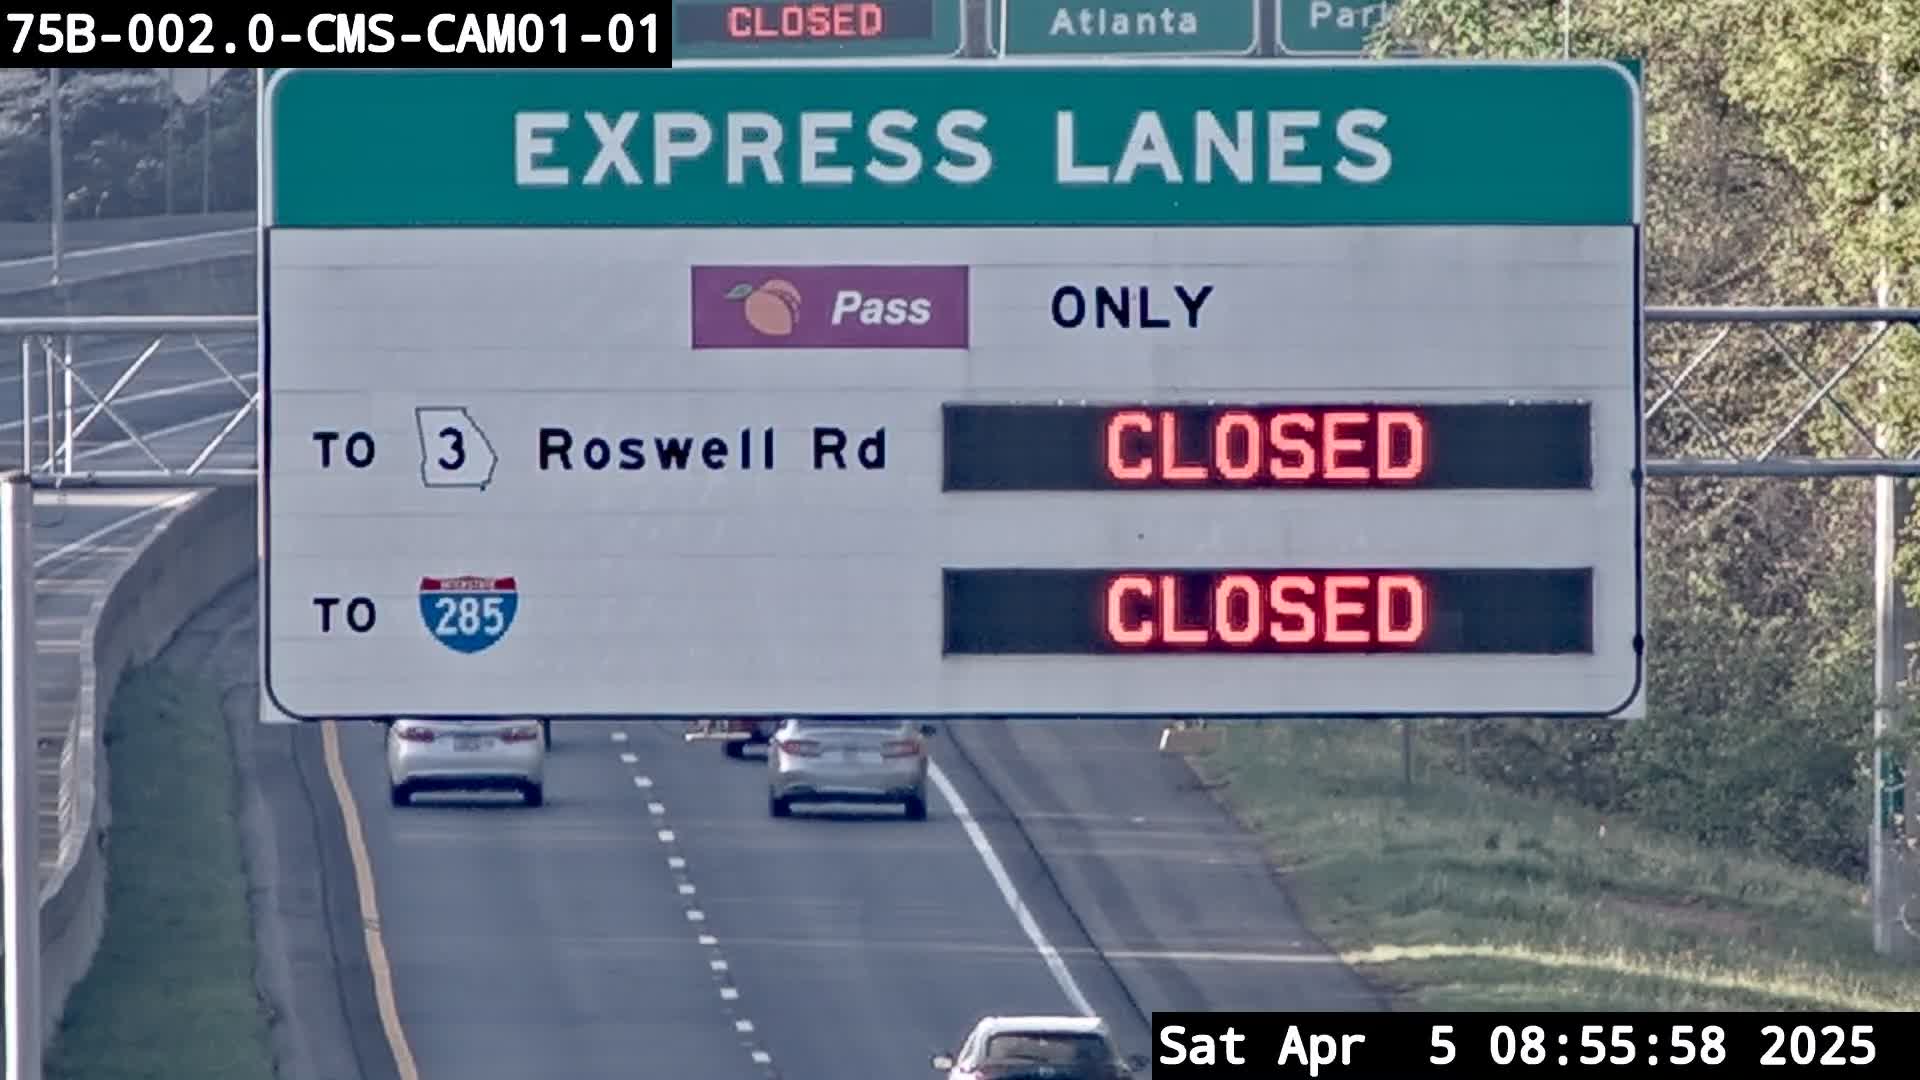 75B-002.0-CMS-CAM01-01
CLOSED
Atlanta
EXPRESS LANES
Pass ONLY
TO 3 Roswell Rd CLOSED
TO INTERSTATE 285 CLOSED
Sat Apr 5 08:55:58 2025